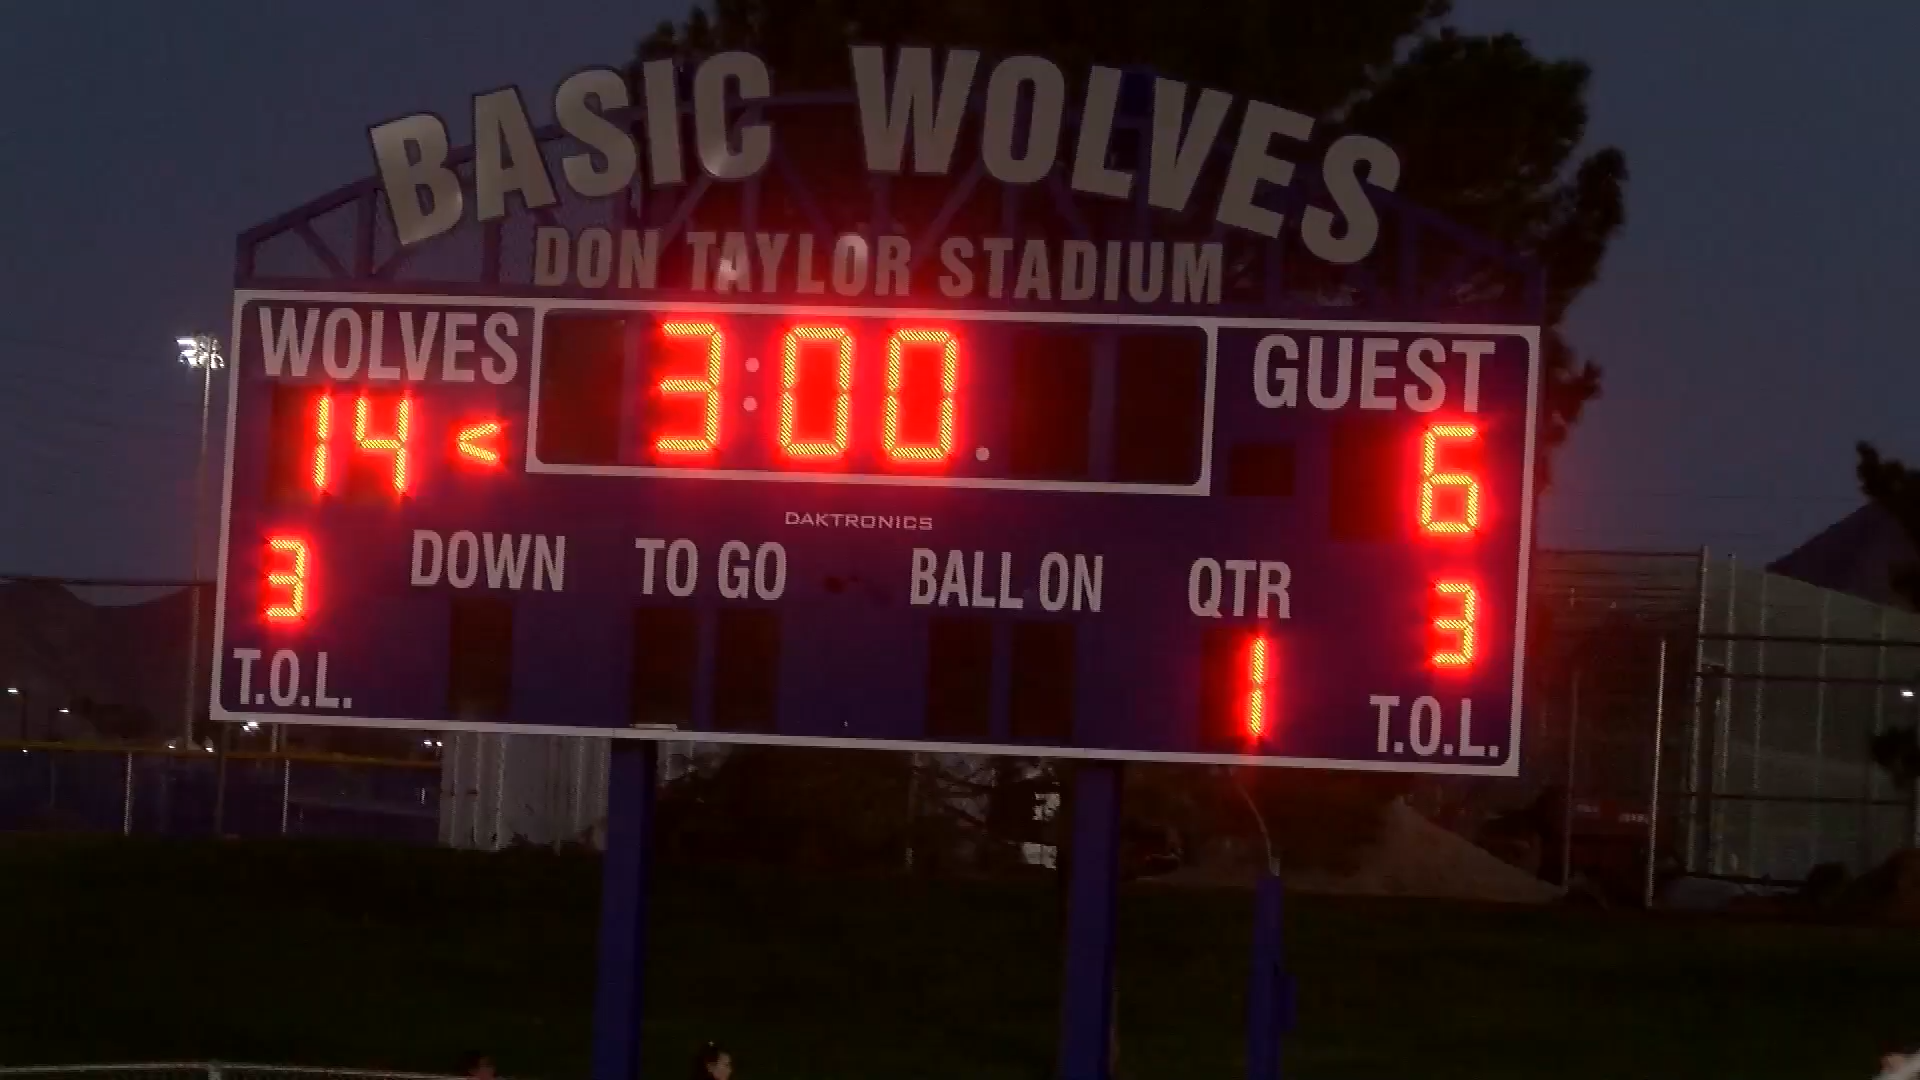 BASIC WOLVES
DON TAYLOR STADIUM
WOLVES 3:00. GUEST
14 < 6
DAKTRONICS
3 DOWN TO GO BALL ON QTR 3
1
T.O.L. T.O.L.